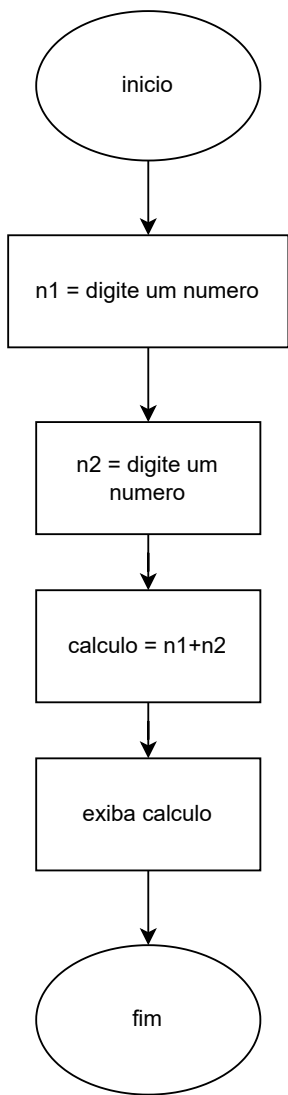 inicio
n1 = digite um numero
n2 = digite um
numero
calculo = n1+n2
exiba calculo
fim